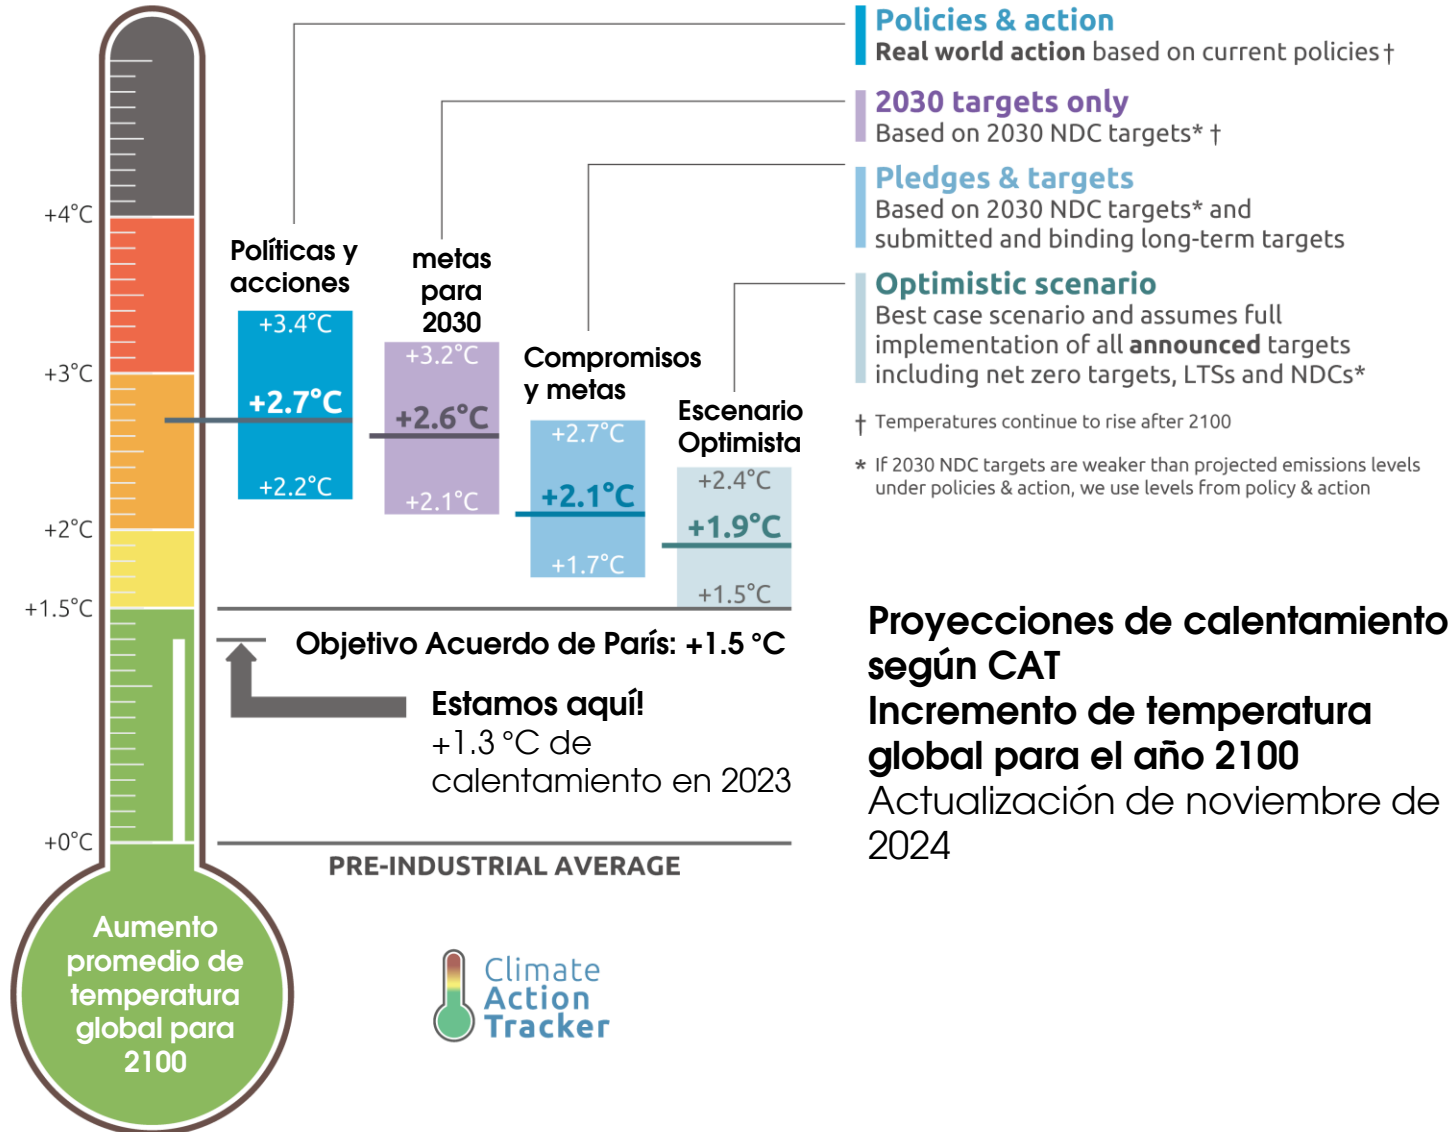 +4°C
+3°C
+2°C
+1.5°C
+0°C
Aumento
promedio de
temperatura
global para
2100
Políticas y
acciones
+3.4°C
+2.7°C
+2.2°C
metas
para
2030
+3.2°C
+2.6°C
+2.1°C
Compromisos
y metas
+2.7°C
+2.1°C
+1.7°C
Escenario
Optimista
+2.4°C
+1.9°C
+1.5°C
Objetivo Acuerdo de París: +1.5 °C
Estamos aquí!
+1.3 °C de
calentamiento en 2023
PRE-INDUSTRIAL AVERAGE
Climate
Action
Tracker
Policies & action
Real world action based on current policies †
2030 targets only
Based on 2030 NDC targets* †
Pledges & targets
Based on 2030 NDC targets* and
submitted and binding long-term targets
Optimistic scenario
Best case scenario and assumes full
implementation of all announced targets
including net zero targets, LTSs and NDCs*
† Temperatures continue to rise after 2100
* If 2030 NDC targets are weaker than projected emissions levels
under policies & action, we use levels from policy & action
Proyecciones de calentamiento
según CAT
Incremento de temperatura
global para el año 2100
Actualización de noviembre de
2024